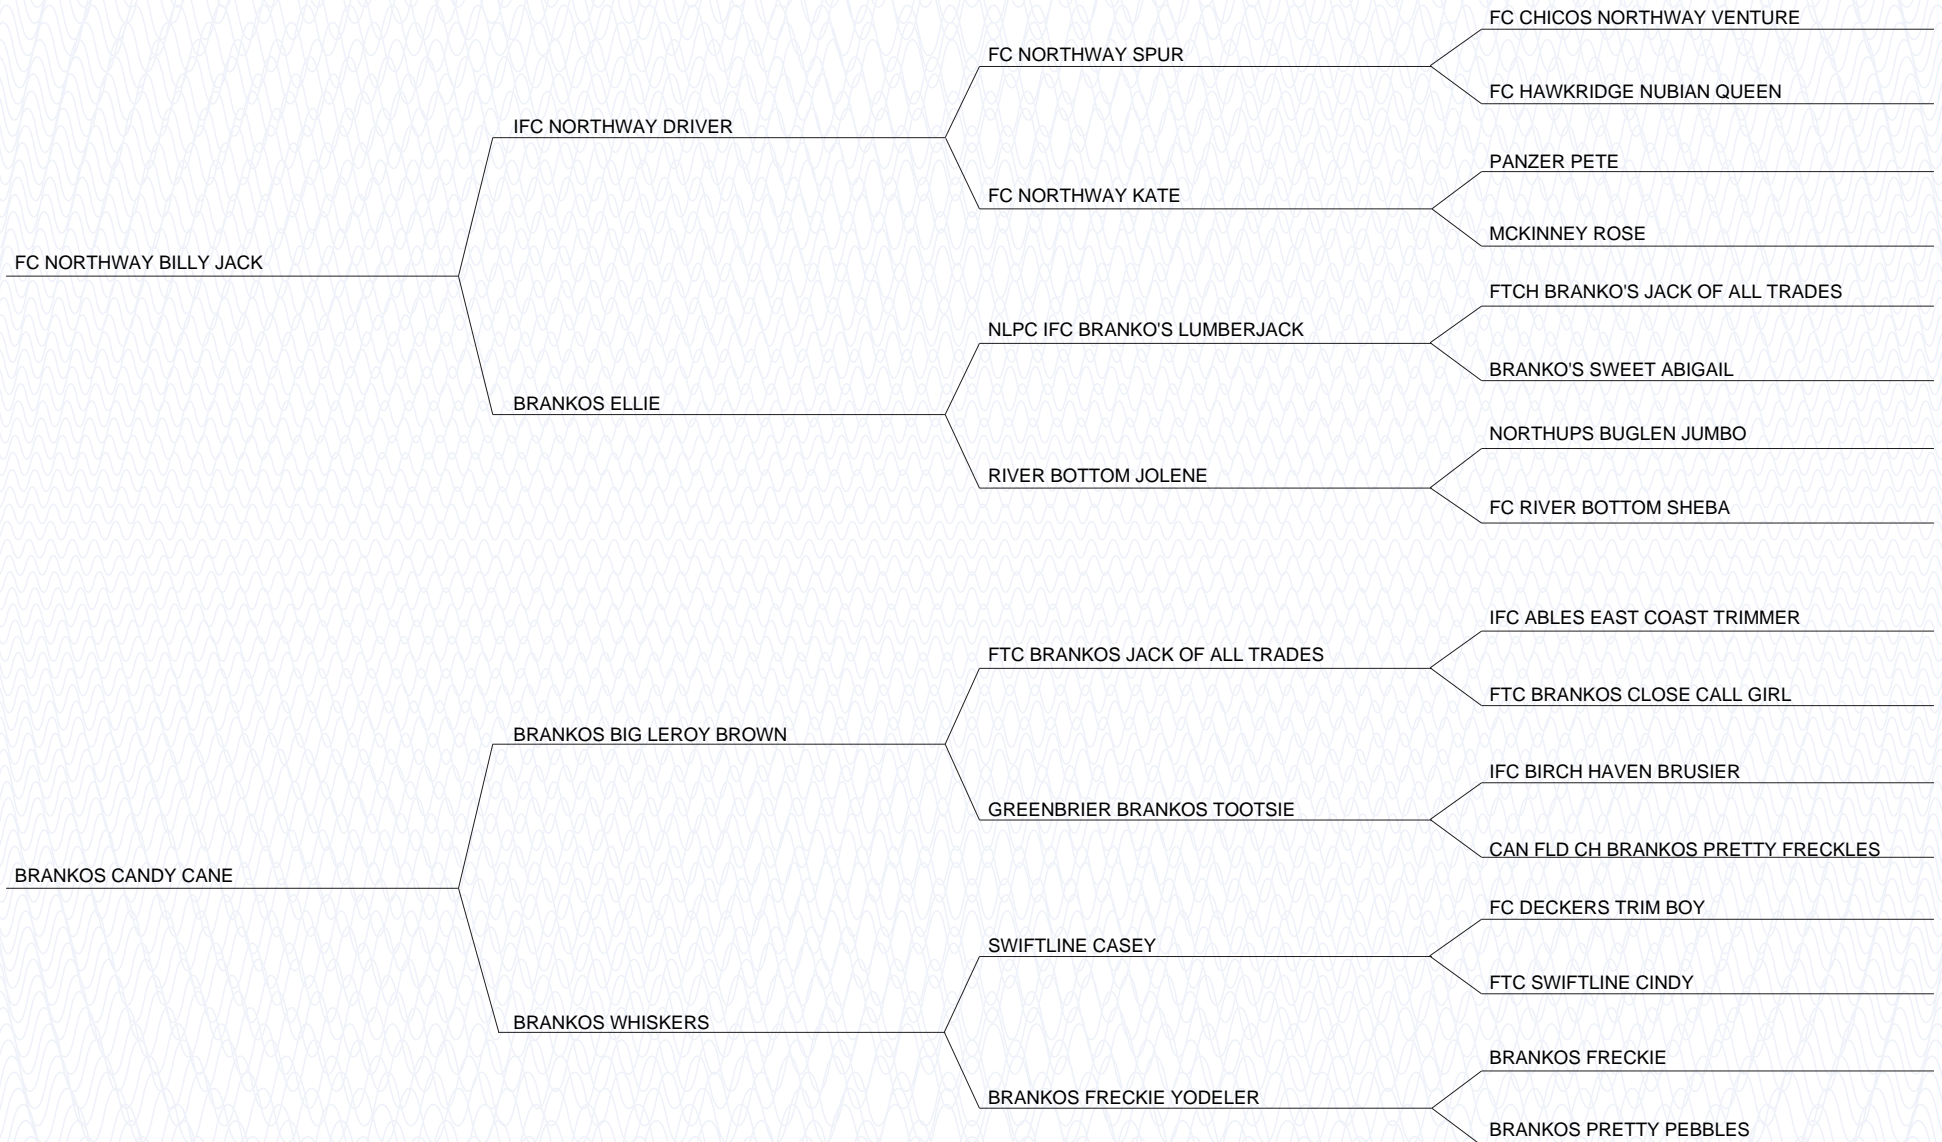 FC CHICOS NORTHWAY VENTURE
FC NORTHWAY SPUR
FC HAWKRIDGE NUBIAN QUEEN
IFC NORTHWAY DRIVER
PANZER PETE
FC NORTHWAY KATE
MCKINNEY ROSE
FC NORTHWAY BILLY JACK
FTCH BRANKO'S JACK OF ALL TRADES
NLPC IFC BRANKO'S LUMBERJACK
BRANKO'S SWEET ABIGAIL
BRANKOS ELLIE
NORTHUPS BUGLEN JUMBO
RIVER BOTTOM JOLENE
FC RIVER BOTTOM SHEBA
IFC ABLES EAST COAST TRIMMER
FTC BRANKOS JACK OF ALL TRADES
FTC BRANKOS CLOSE CALL GIRL
BRANKOS BIG LEROY BROWN
IFC BIRCH HAVEN BRUSIER
GREENBRIER BRANKOS TOOTSIE
CAN FLD CH BRANKOS PRETTY FRECKLES
BRANKOS CANDY CANE
FC DECKERS TRIM BOY
SWIFTLINE CASEY
FTC SWIFTLINE CINDY
BRANKOS WHISKERS
BRANKOS FRECKIE
BRANKOS FRECKIE YODELER
BRANKOS PRETTY PEBBLES